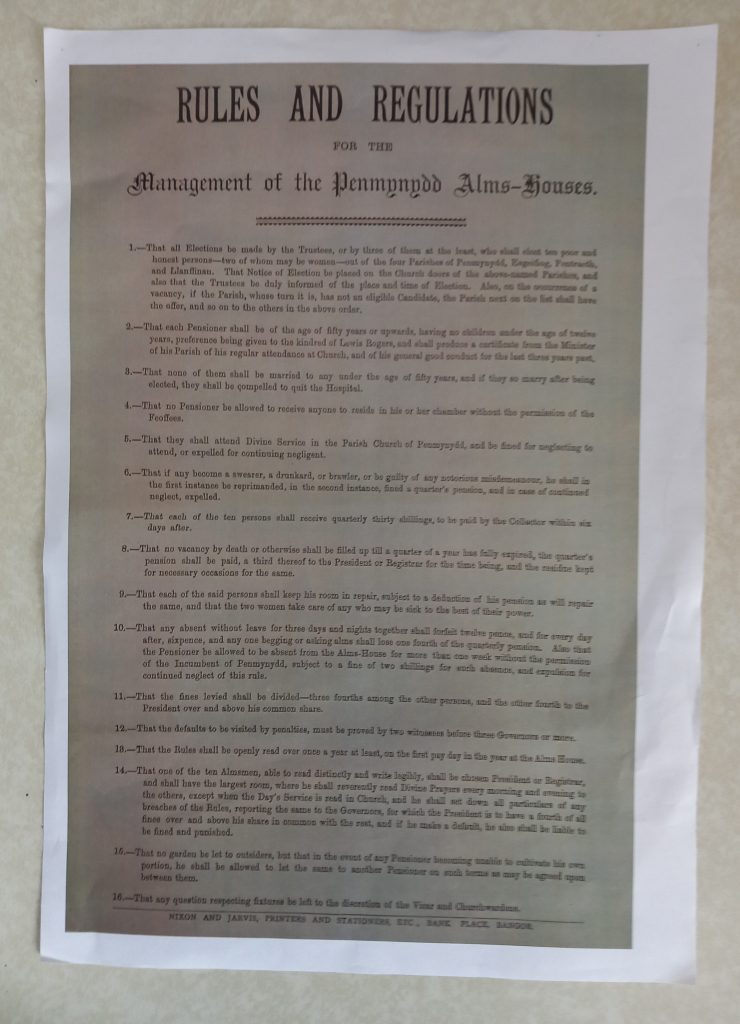 RULES AND REGULATIONS
FOR THE
Management of the Penmynydd Alms-Houses.
1.—That all Elections be made by the Trustees, or by three of them at the least, who shall elect ten poor and
honest persons—two of whom may be women—out of the four Parishes of Penmynydd, Eogeifiog, Pentraeth,
and Llanffinan. That Notice of Election be placed on the Church doors of the above-named Parishes, and
also that the Trustees be duly informed of the place and time of Election. Also, on the occurrence of a
vacancy, if the Parish, whose turn it is, has not an eligible Candidate, the Parish next on the list shall have
the offer, and so on to the others in the above order.
2.—That each Pensioner shall be of the age of fifty years or upwards, having no children under the age of twelve
years, preference being given to the kindred of Lewis Rogers, and shall produce a certificate from the Minister
of his Parish of his regular attendance at Church, and of his general good conduct for the last three years past.
3.—That none of them shall be married to any under the age of fifty years, and if they so marry after being
elected, they shall be compelled to quit the Hospital.
4.—That no Pensioner be allowed to receive anyone to reside in his or her chamber without the permission of the
Feoffees.
5.—That they shall attend Divine Service in the Parish Church of Penmynydd, and be fined for neglecting to
attend, or expelled for continuing negligent.
6.—That if any become a swearer, a drunkard, or brawler, or be guilty of any notorious misdemeanour, he shall in
the first instance be reprimanded, in the second instance, fined a quarter's pension, and in case of continued
neglect, expelled.
7.—That each of the ten persons shall receive quarterly thirty shillings, to be paid by the Collector within six
days after.
8.—That no vacancy by death or otherwise shall be filled up till a quarter of a year has fully expired, the quarter's
pension shall be paid, a third thereof to the President or Registrar for the time being, and the residue kept
for necessary occasions for the same.
9.—That each of the said persons shall keep his room in repair, subject to a deduction of his pension as will repair
the same, and that the two women take care of any who may be sick to the best of their power.
10.—That any absent without leave for three days and nights together shall forfeit twelve pence, and for every day
after, sixpence, and any one begging or asking alms shall lose one fourth of the quarterly pension. Also that
the Pensioner be allowed to be absent from the Alms-House for more than one week without the permission
of the Incumbent of Penmynydd, subject to a fine of two shillings for such absence, and expulsion for
continued neglect of this rule.
11.—That the fines levied shall be divided—three fourths among the other persons, and the other fourth to the
President over and above his common share.
12.—That the defaults to be visited by penalties, must be proved by two witnesses before three Governors or more.
13.—That the Rules shall be openly read over once a year at least, on the first pay day in the year at the Alms House.
14.—That one of the ten Almsmen, able to read distinctly and write legibly, shall be chosen President or Registrar,
and shall have the largest room, where he shall reverently read Divine Prayers every morning and evening to
the others, except when the Day's Service is read in Church, and he shall set down all particulars of any
breaches of the Rules, reporting the same to the Governors, for which the President is to have a fourth of all
fines over and above his share in common with the rest, and if he make a default, he also shall be liable to
be fined and punished.
15.—That no garden be let to outsiders, but that in the event of any Pensioner becoming unable to cultivate his own
portion, he shall be allowed to let the same to another Pensioner on such terms as may be agreed upon
between them.
16.—That any question respecting fixtures be left to the discretion of the Vicar and Churchwardens.
NIXON AND JARVIS, PRINTERS AND STATIONERS, ETC., BANK PLACE, BANGOR.